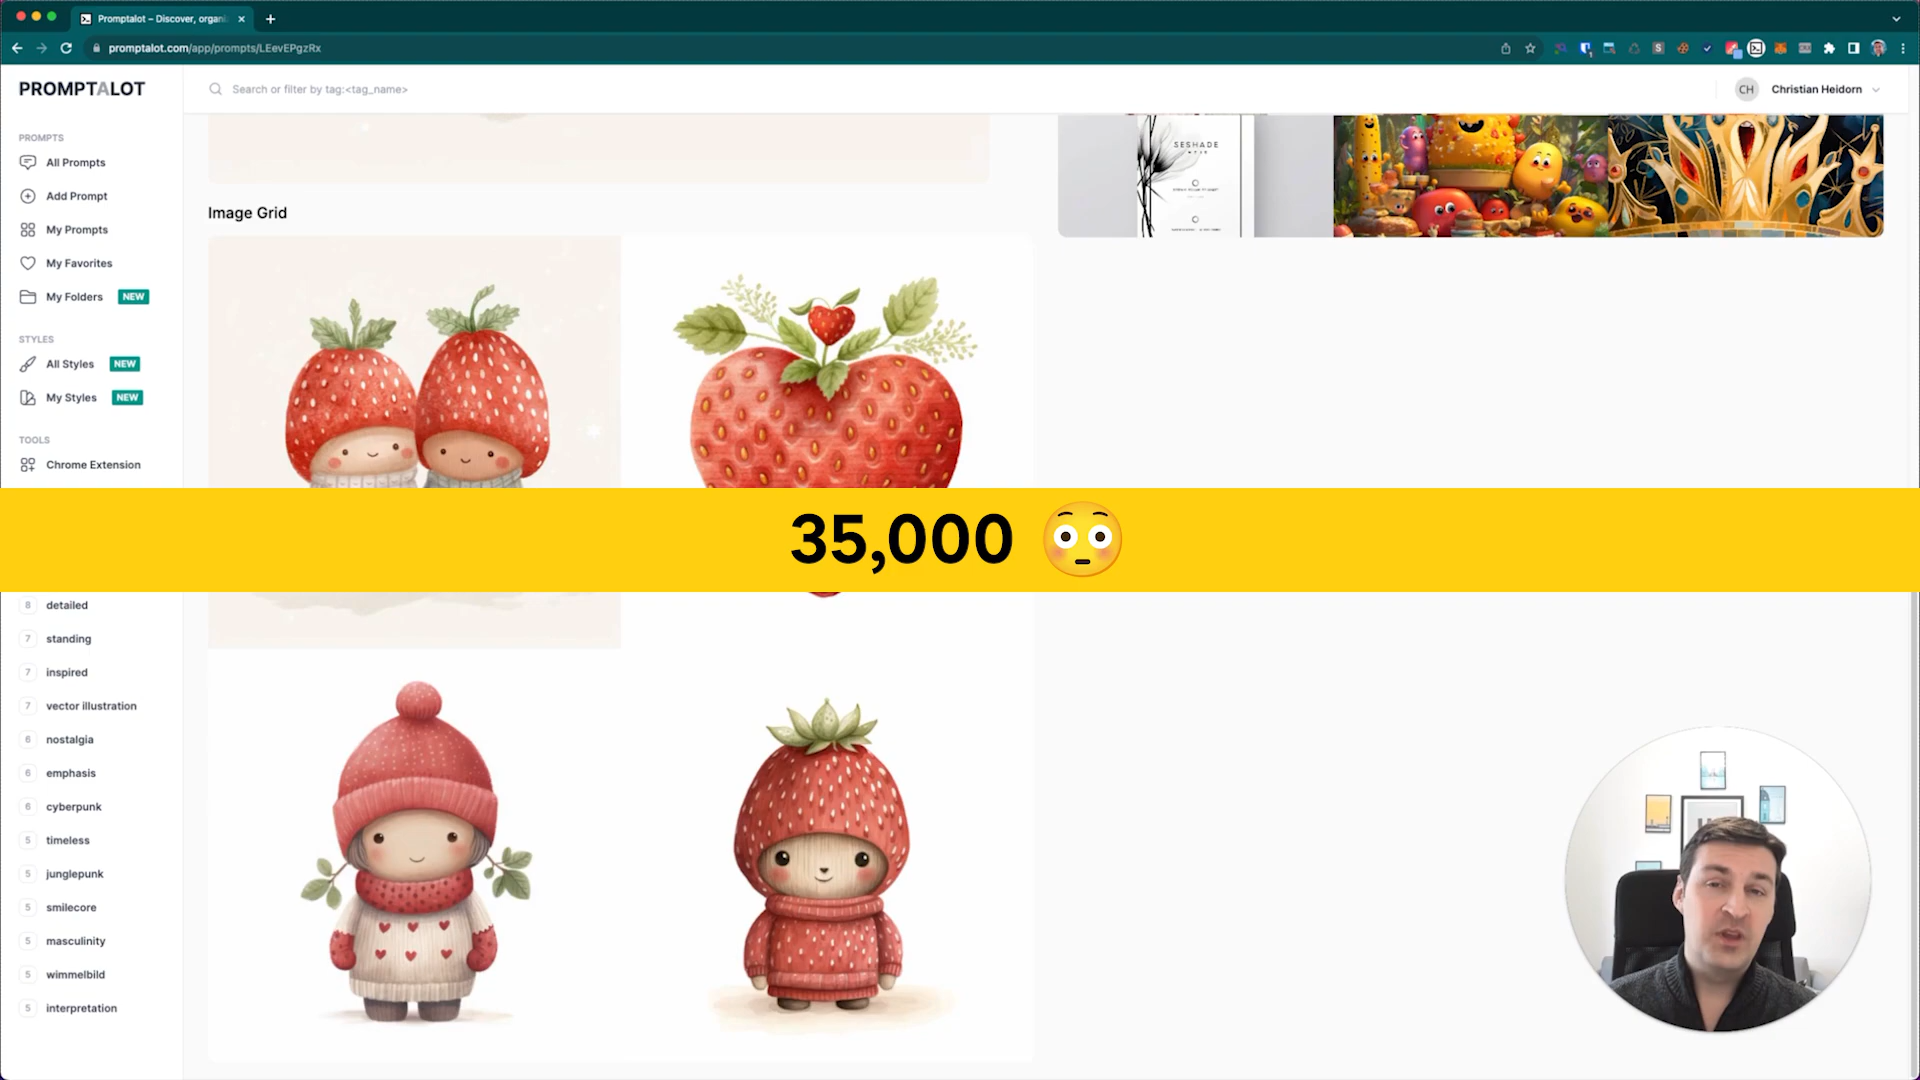 Promptalot – Discover, organi
promptalot.com/app/prompts/LEevEPgzRx
PROMPTALOT
Search or filter by tag:<tag_name>
CH
Christian Heidorn
PROMPTS
All Prompts
Add Prompt
My Prompts
My Favorites
My Folders NEW
STYLES
All Styles NEW
My Styles NEW
TOOLS
Chrome Extension
Image Grid
SESHADE
35,000 😳
8 detailed
7 standing
7 inspired
7 vector illustration
6 nostalgia
6 emphasis
6 cyberpunk
5 timeless
5 junglepunk
5 smilecore
5 masculinity
5 wimmelbild
5 interpretation